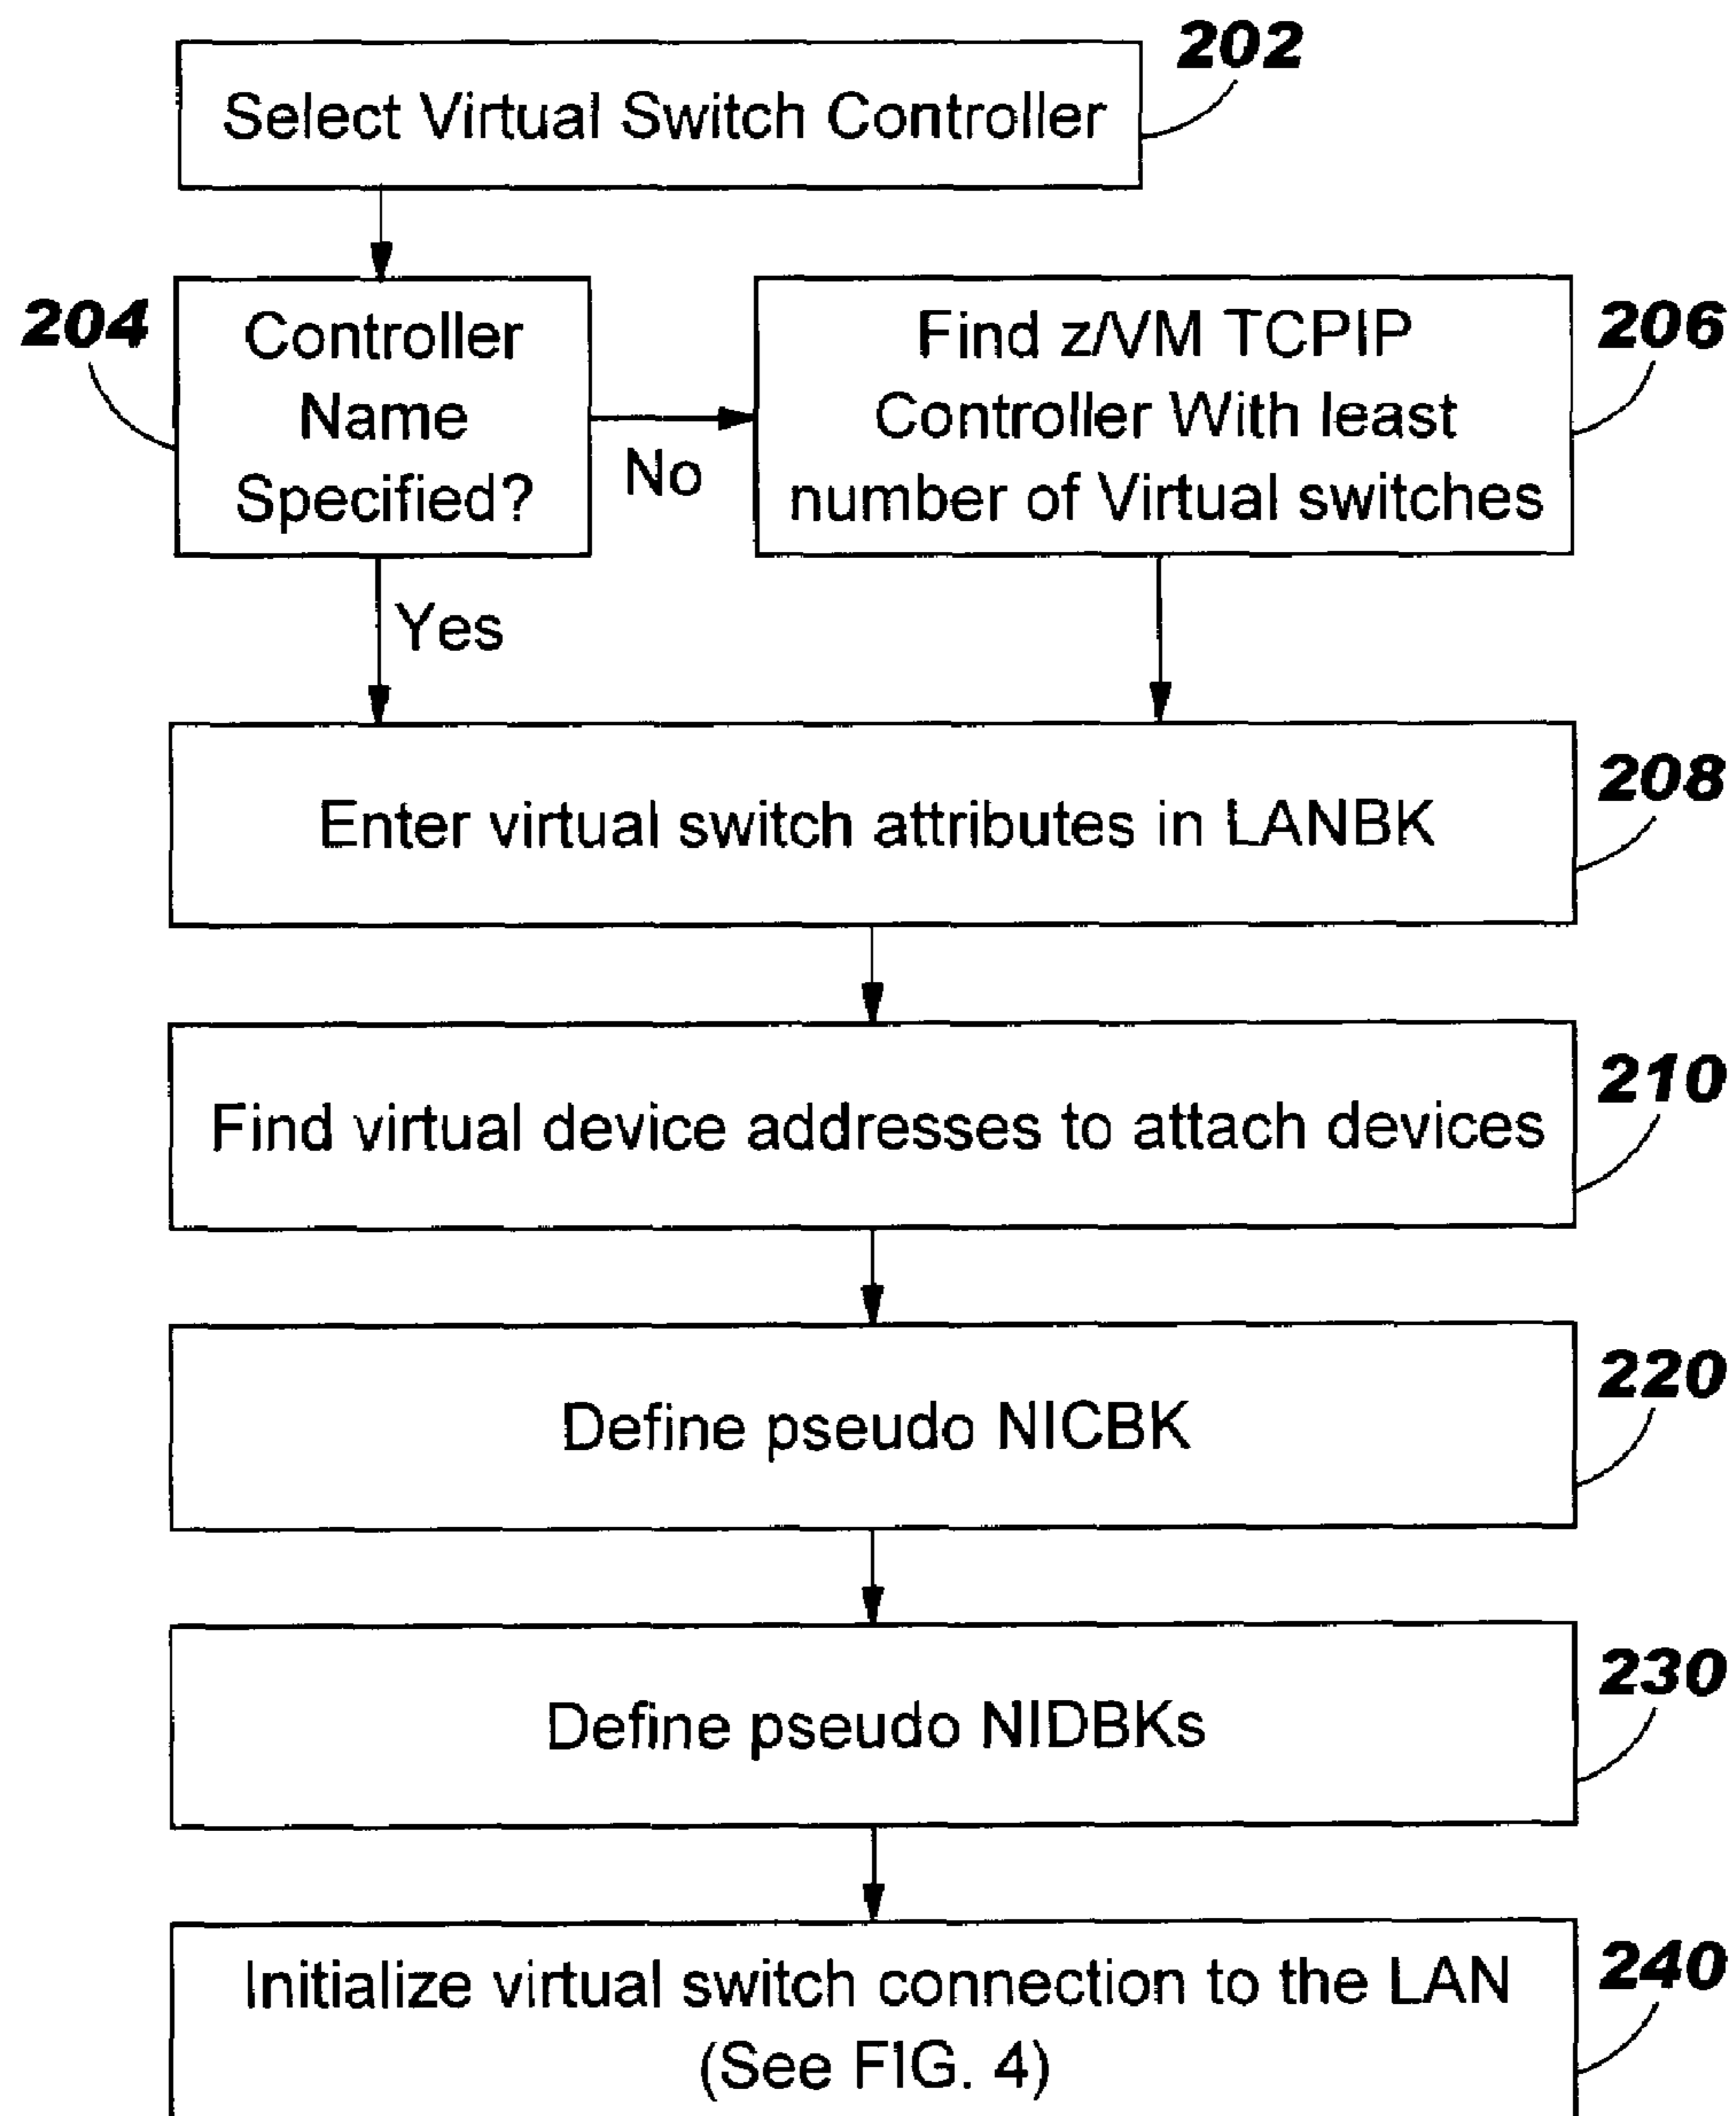 202
Select Virtual Switch Controller
204
Controller
Name
Specified?
No
Find z/VM TCPIP
Controller With least
number of Virtual switches
206
Yes
Enter virtual switch attributes in LANBK
208
Find virtual device addresses to attach devices
210
Define pseudo NICBK
220
Define pseudo NIDBKs
230
Initialize virtual switch connection to the LAN
(See FIG. 4)
240